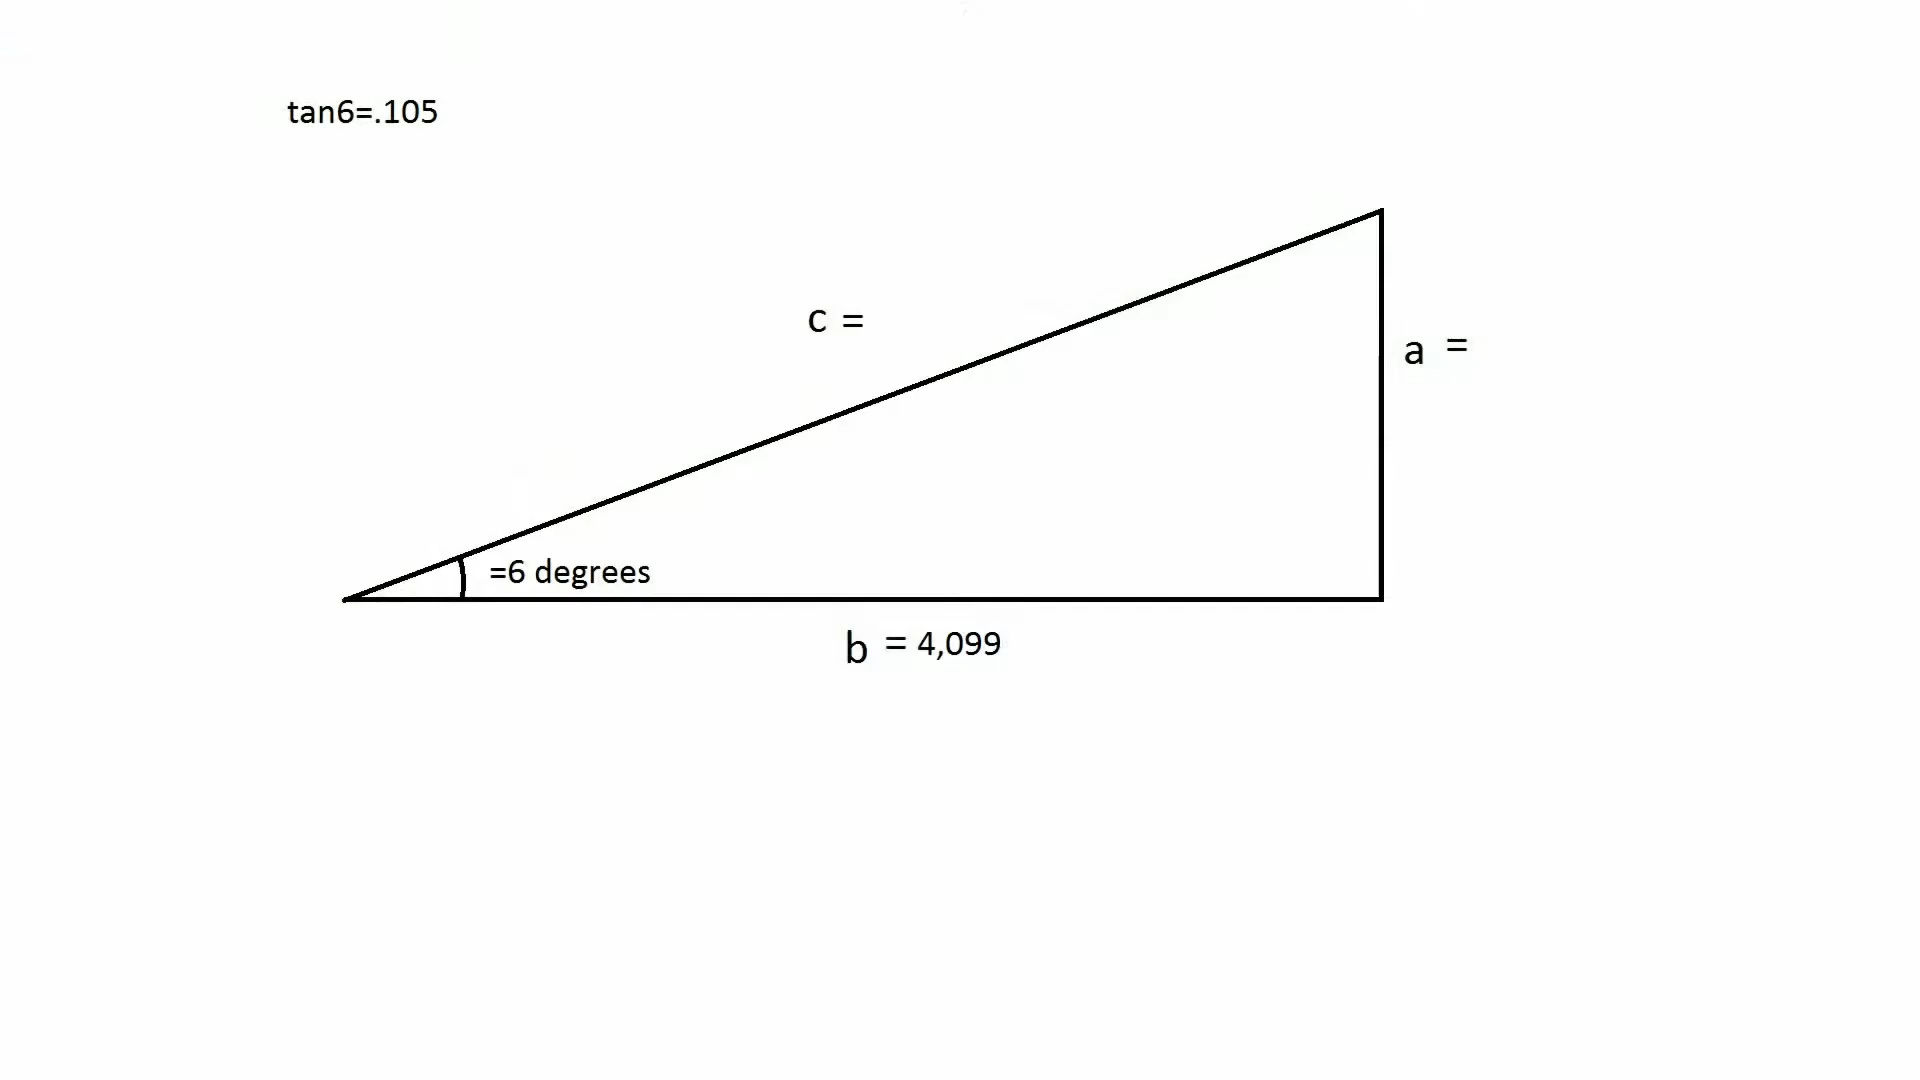 tan6=.105
c =
a =
=6 degrees
b = 4,099